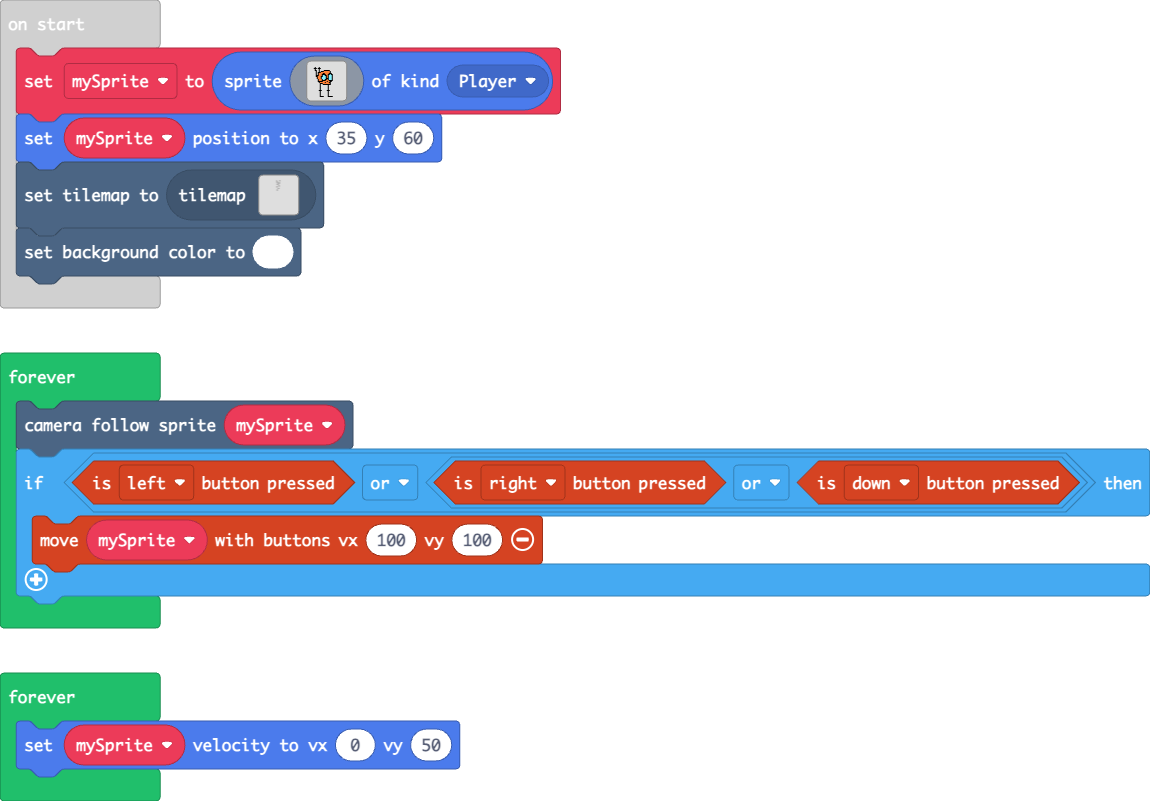 on start
set mySprite to sprite of kind Player
set mySprite position to x 35 y 60
set tilemap to tilemap
set background color to
forever
camera follow sprite mySprite
if is left button pressed or is right button pressed or is down button pressed then
move mySprite with buttons vx 100 vy 100
forever
set mySprite velocity to vx 0 vy 50